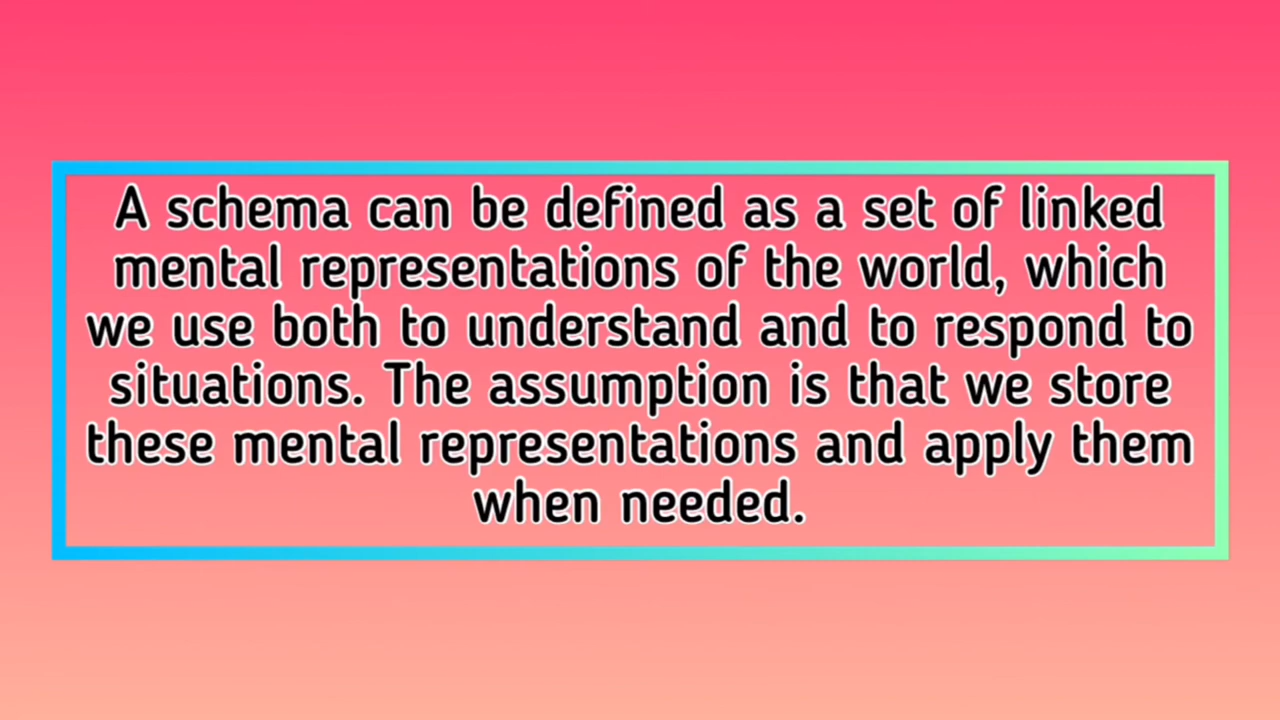 A schema can be defined as a set of linked
mental representations of the world, which
we use both to understand and to respond to
situations. The assumption is that we store
these mental representations and apply them
when needed.